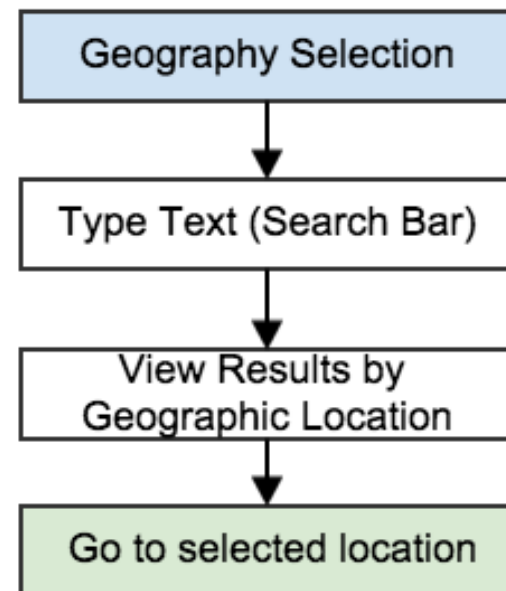 Geography Selection
Type Text (Search Bar)
View Results by
Geographic Location
Go to selected location